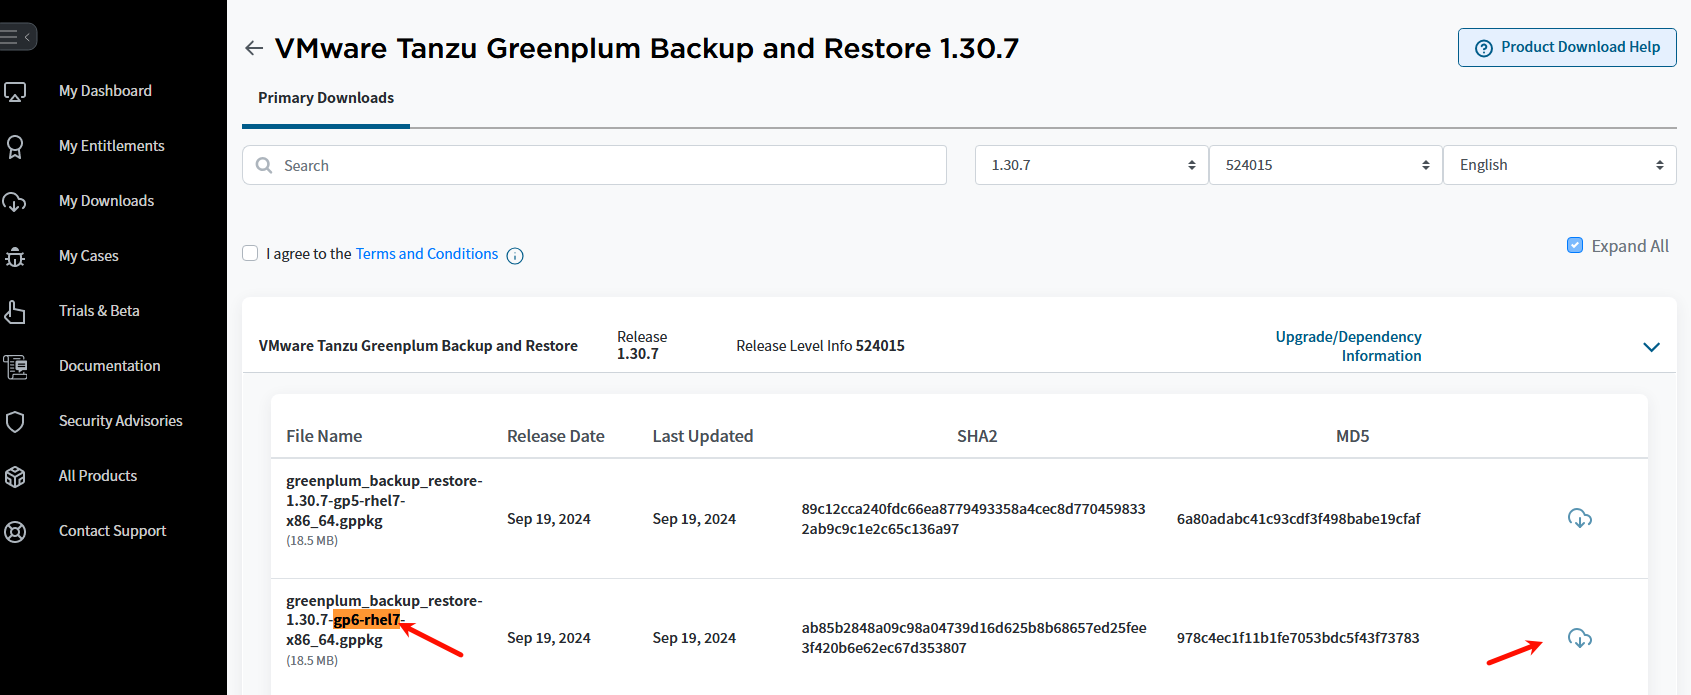 VMware Tanzu Greenplum Backup and Restore 1.30.7
Product Download Help
My Dashboard
My Entitlements
My Downloads
My Cases
Trials & Beta
Documentation
Security Advisories
All Products
Contact Support
Primary Downloads
Search
1.30.7
524015
English
I agree to the Terms and Conditions
Expand All
VMware Tanzu Greenplum Backup and Restore
Release
1.30.7
Release Level Info 524015
Upgrade/Dependency
Information
File Name
Release Date
Last Updated
SHA2
MD5
greenplum_backup_restore-
1.30.7-gp5-rhel7-
x86_64.gppkg
(18.5 MB)
Sep 19, 2024
Sep 19, 2024
89c12cca240fdc66ea8779493358a4cec8d770459833
2ab9c9c1e2c65c136a97
6a80adabc41c93cdf3f498babe19cfaf
greenplum_backup_restore-
1.30.7-gp6-rhel7-
x86_64.gppkg
(18.5 MB)
Sep 19, 2024
Sep 19, 2024
ab85b2848a09c98a04739d16d625b8b68657ed25fee
3f420b6e62ec67d353807
978c4ec1f11b1fe7053bdc5f43f73783